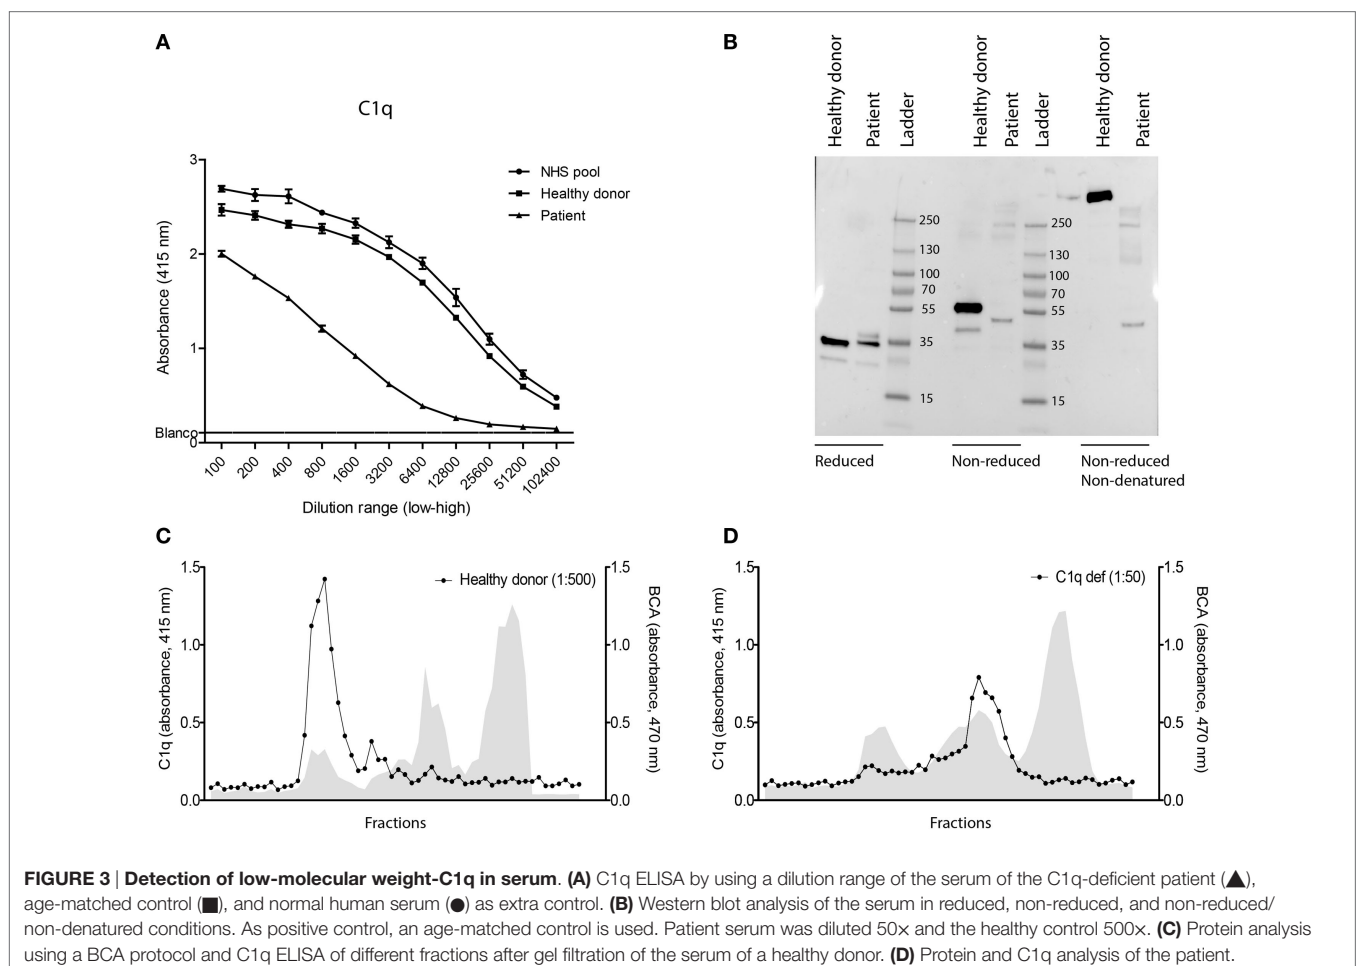 A
C1q
NHS pool
Healthy donor
Patient
Absorbance (415 nm)
3
2
1
Blanco
0
100
200
400
800
1600
3200
6400
12800
25600
51200
102400
Dilution range (low-high)
B
Healthy donor
Patient
Ladder
Healthy donor
Patient
Ladder
Healthy donor
Patient
250
130
100
70
55
35
15
250
130
100
70
55
35
15
Reduced
Non-reduced
Non-reduced
Non-denatured
C
C1q (absorbance, 415 nm)
1.5
1.0
0.5
0.0
Healthy donor (1:500)
1.5
1.0
0.5
0.0
BCA (absorbance, 470 nm)
Fractions
D
C1q (absorbance, 415 nm)
1.5
1.0
0.5
0.0
C1q def (1:50)
1.5
1.0
0.5
0.0
BCA (absorbance, 470 nm)
Fractions
FIGURE 3 | Detection of low-molecular weight-C1q in serum. (A) C1q ELISA by using a dilution range of the serum of the C1q-deficient patient (▲),
age-matched control (■), and normal human serum (●) as extra control. (B) Western blot analysis of the serum in reduced, non-reduced, and non-reduced/
non-denatured conditions. As positive control, an age-matched control is used. Patient serum was diluted 50× and the healthy control 500×. (C) Protein analysis
using a BCA protocol and C1q ELISA of different fractions after gel filtration of the serum of a healthy donor. (D) Protein and C1q analysis of the patient.